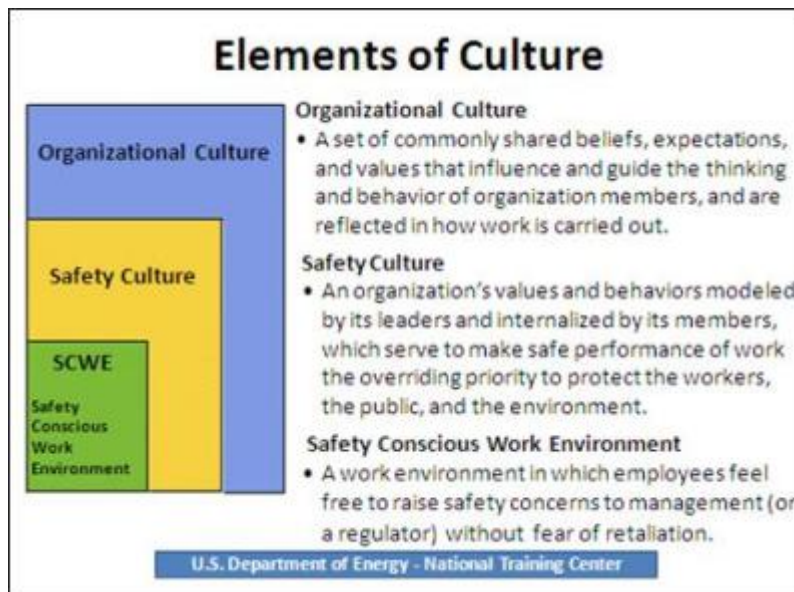 Elements of Culture
Organizational Culture
Safety Culture
SCWE
Safety
Conscious
Work
Environment
Organizational Culture
• A set of commonly shared beliefs, expectations,
and values that influence and guide the thinking
and behavior of organization members, and are
reflected in how work is carried out.
Safety Culture
• An organization's values and behaviors modeled
by its leaders and internalized by its members,
which serve to make safe performance of work
the overriding priority to protect the workers,
the public, and the environment.
Safety Conscious Work Environment
• A work environment in which employees feel
free to raise safety concerns to management (or
a regulator) without fear of retaliation.
U.S. Department of Energy - National Training Center